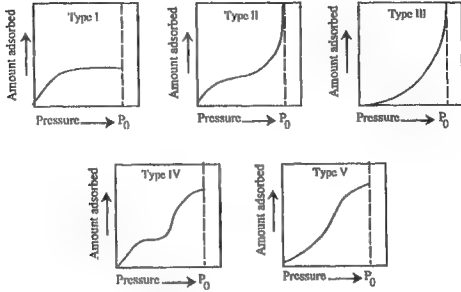 Type I
Amount adsorbed
Pressure P₀
Type II
Amount adsorbed
Pressure P₀
Type III
Amount adsorbed
Pressure P₀
Type IV
Amount adsorbed
Pressure P₀
Type V
Amount adsorbed
Pressure P₀